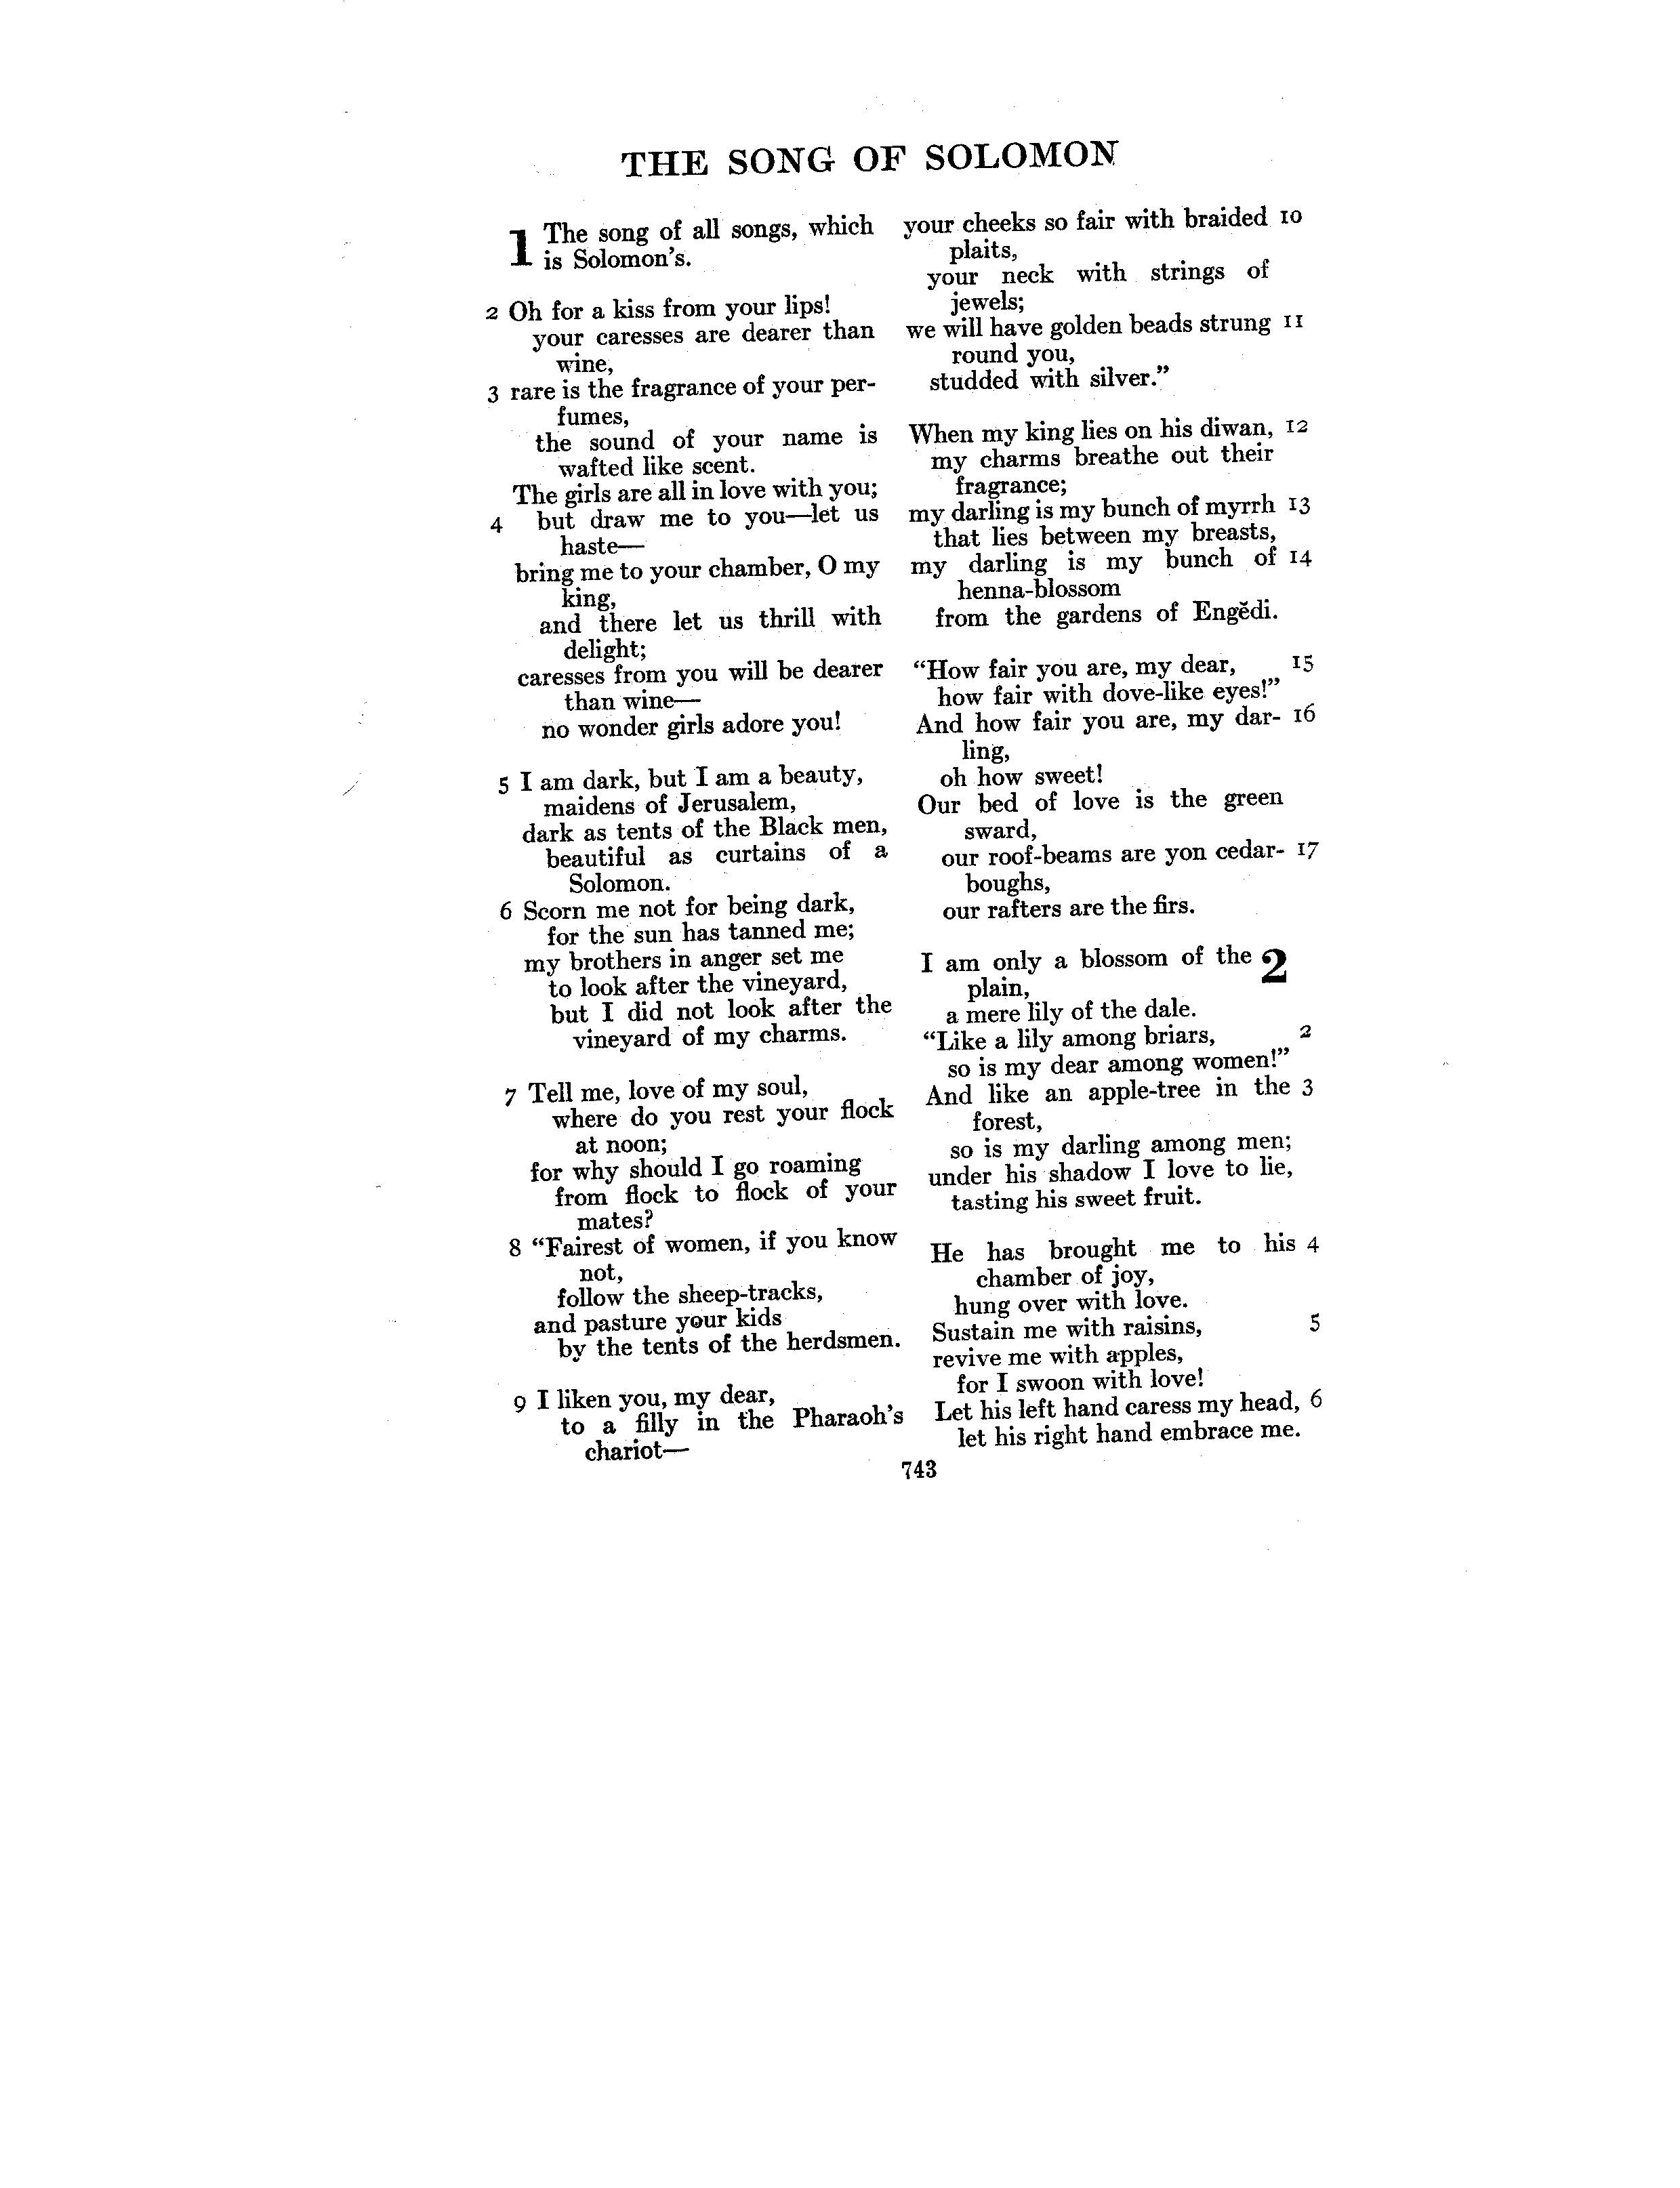 THE SONG OF SOLOMON
1 The song of all songs, which
is Solomon's.
2 Oh for a kiss from your lips!
your caresses are dearer than
wine,
3 rare is the fragrance of your per-
fumes,
the sound of your name is
wafted like scent.
The girls are all in love with you;
4 but draw me to you—let us
haste—
bring me to your chamber, O my
king,
and there let us thrill with
delight;
caresses from you will be dearer
than wine—
no wonder girls adore you!
5 I am dark, but I am a beauty,
maidens of Jerusalem,
dark as tents of the Black men,
beautiful as curtains of a
Solomon.
6 Scorn me not for being dark,
for the sun has tanned me;
my brothers in anger set me
to look after the vineyard,
but I did not look after the
vineyard of my charms.
7 Tell me, love of my soul,
where do you rest your flock
at noon;
for why should I go roaming
from flock to flock of your
mates?
8 “Fairest of women, if you know
not,
follow the sheep-tracks,
and pasture your kids
by the tents of the herdsmen.
9 I liken you, my dear,
to a filly in the Pharaoh's
chariot—
your cheeks so fair with braided 10
plaits,
your neck with strings of
jewels;
we will have golden beads strung 11
round you,
studded with silver.”
When my king lies on his diwan, 12
my charms breathe out their
fragrance;
my darling is my bunch of myrrh 13
that lies between my breasts,
my darling is my bunch of 14
henna-blossom
from the gardens of Engĕdi.
“How fair you are, my dear, 15
how fair with dove-like eyes!”
And how fair you are, my dar- 16
ling,
oh how sweet!
Our bed of love is the green
sward,
our roof-beams are yon cedar- 17
boughs,
our rafters are the firs.
I am only a blossom of the 2
plain,
a mere lily of the dale.
“Like a lily among briars, 2
so is my dear among women!”
And like an apple-tree in the 3
forest,
so is my darling among men;
under his shadow I love to lie,
tasting his sweet fruit.
He has brought me to his 4
chamber of joy,
hung over with love.
Sustain me with raisins, 5
revive me with apples,
for I swoon with love!
Let his left hand caress my head, 6
let his right hand embrace me.
743